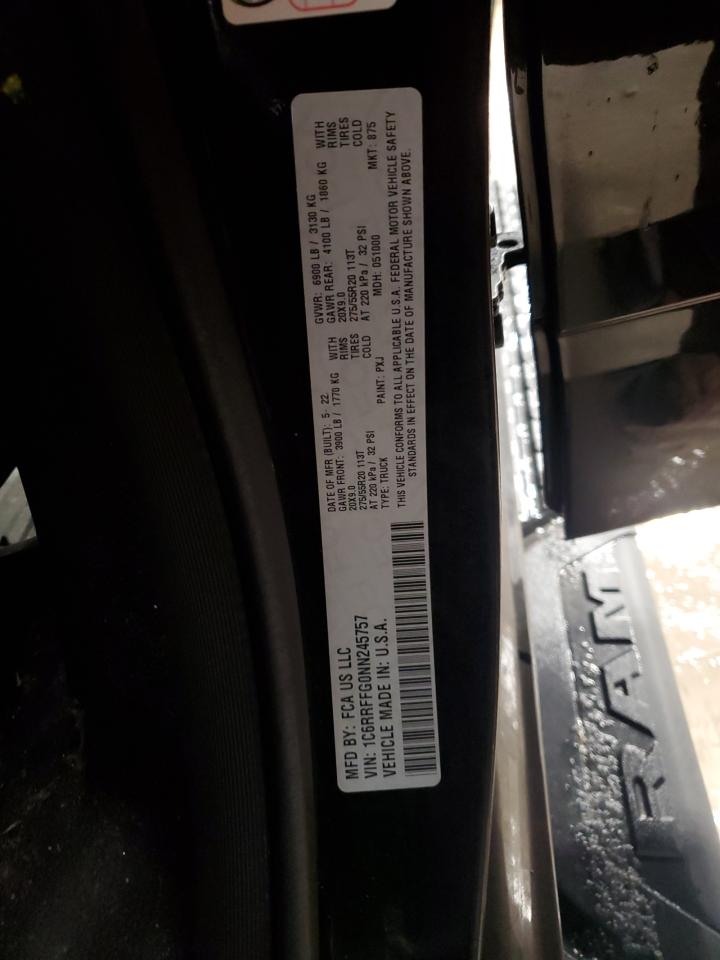 MFD BY: FCA US LLC
VIN: 1C6RRFFG0NN245757
VEHICLE MADE IN: U.S.A.
DATE OF MFR (BUILT): 5- 22
GVWR: 6900 LB / 3130 KG
GAWR FRONT: 3900 LB / 1770 KG WITH
20X9.0 RIMS
275/55R20 113T TIRES
AT 220 kPa / 32 PSI COLD
GAWR REAR: 4100 LB / 1860 KG WITH
20X9.0 RIMS
275/55R20 113T TIRES
AT 220 kPa / 32 PSI COLD
TYPE: TRUCK PAINT: PXJ MDH: 051000 MKT: 875
THIS VEHICLE CONFORMS TO ALL APPLICABLE U.S.A. FEDERAL MOTOR VEHICLE SAFETY
STANDARDS IN EFFECT ON THE DATE OF MANUFACTURE SHOWN ABOVE.
RAM